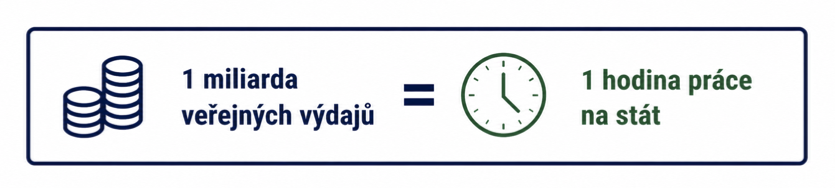 1 miliarda
veřejných výdajů
=
1 hodina práce
na stát